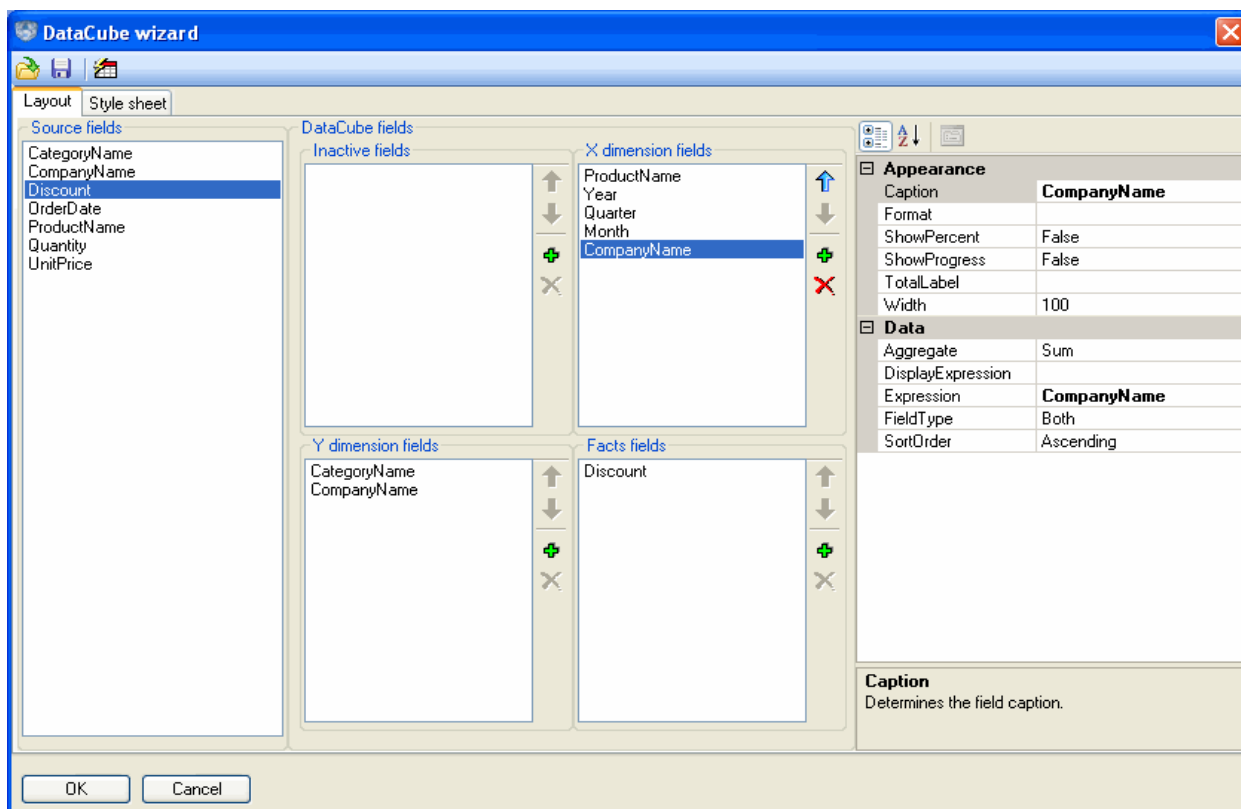 DataCube wizard
Layout
Style sheet
Source fields
CategoryName
CompanyName
Discount
OrderDate
ProductName
Quantity
UnitPrice
DataCube fields
Inactive fields
X dimension fields
ProductName
Year
Quarter
Month
CompanyName
Y dimension fields
CategoryName
CompanyName
Facts fields
Discount
A
Z
Appearance
Caption CompanyName
Format
ShowPercent False
ShowProgress False
TotalLabel
Width 100
Data
Aggregate Sum
DisplayExpression
Expression CompanyName
FieldType Both
SortOrder Ascending
Caption
Determines the field caption.
OK
Cancel